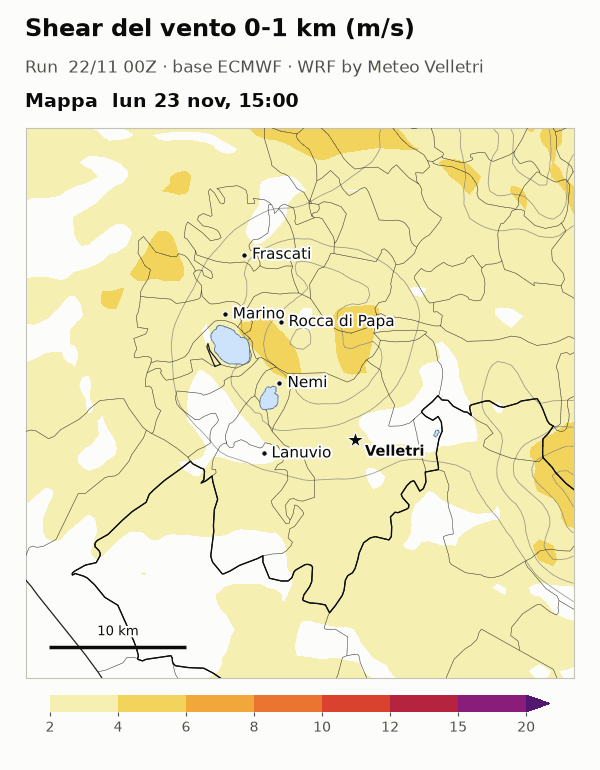 Shear del vento 0-1 km (m/s)
Run  22/11 00Z · base ECMWF · WRF by Meteo Velletri
Mappa  lun 23 nov, 15:00
Frascati
Marino
Rocca di Papa
Nemi
Velletri
Lanuvio
10 km
2 4 6 8 10 12 15 20